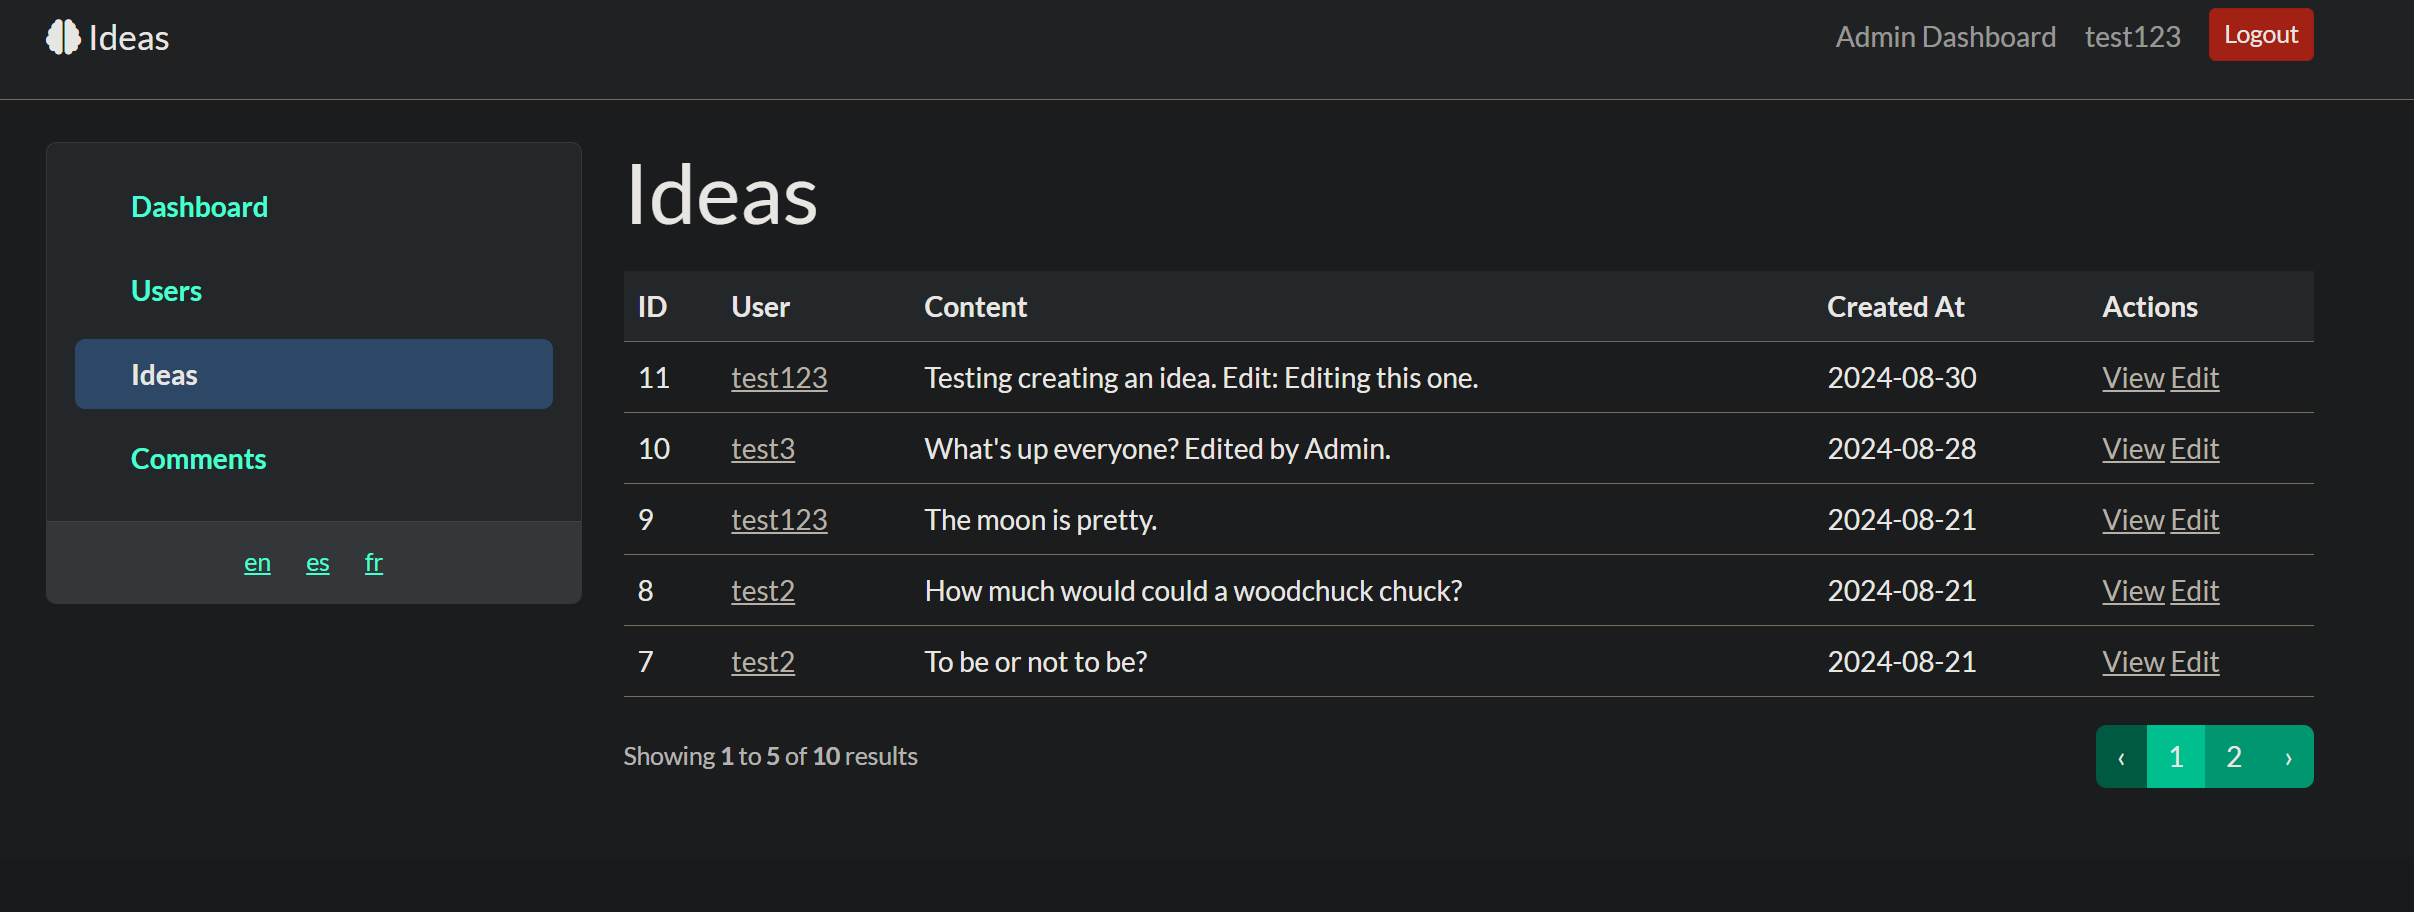 Ideas
Admin Dashboard test123 Logout
Dashboard
Users
Ideas
Comments
en es fr
Ideas
ID User Content Created At Actions
11 test123 Testing creating an idea. Edit: Editing this one. 2024-08-30 View Edit
10 test3 What's up everyone? Edited by Admin. 2024-08-28 View Edit
9 test123 The moon is pretty. 2024-08-21 View Edit
8 test2 How much would could a woodchuck chuck? 2024-08-21 View Edit
7 test2 To be or not to be? 2024-08-21 View Edit
Showing 1 to 5 of 10 results
‹ 1 2 ›